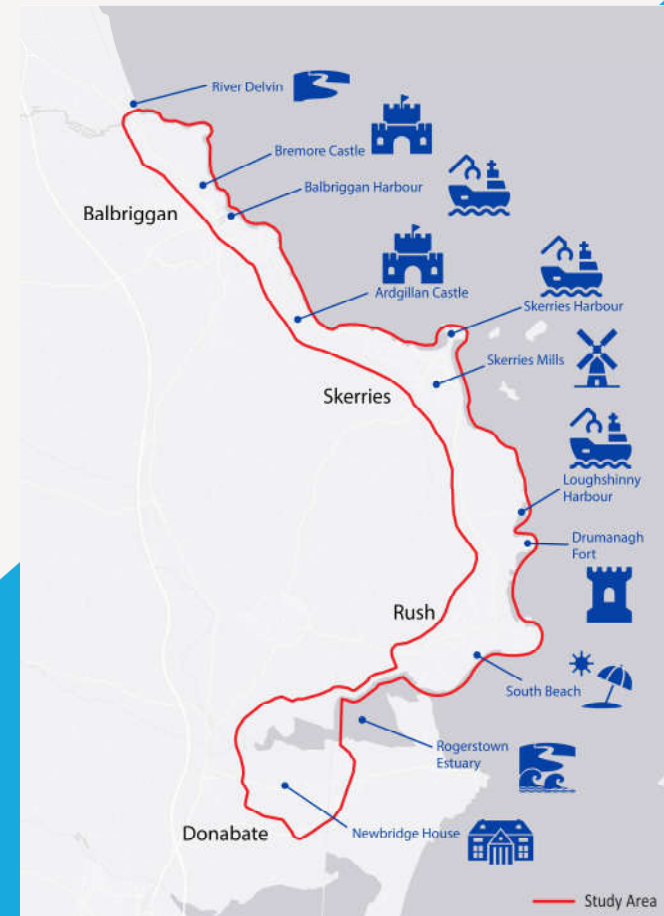 River Delvin
Bremore Castle
Balbriggan Harbour
Balbriggan
Ardgillan Castle
Skerries Harbour
Skerries Mills
Skerries
Loughshinny
Harbour
Drumanagh
Fort
Rush
South Beach
Rogerstown
Estuary
Donabate
Newbridge House
Study Area